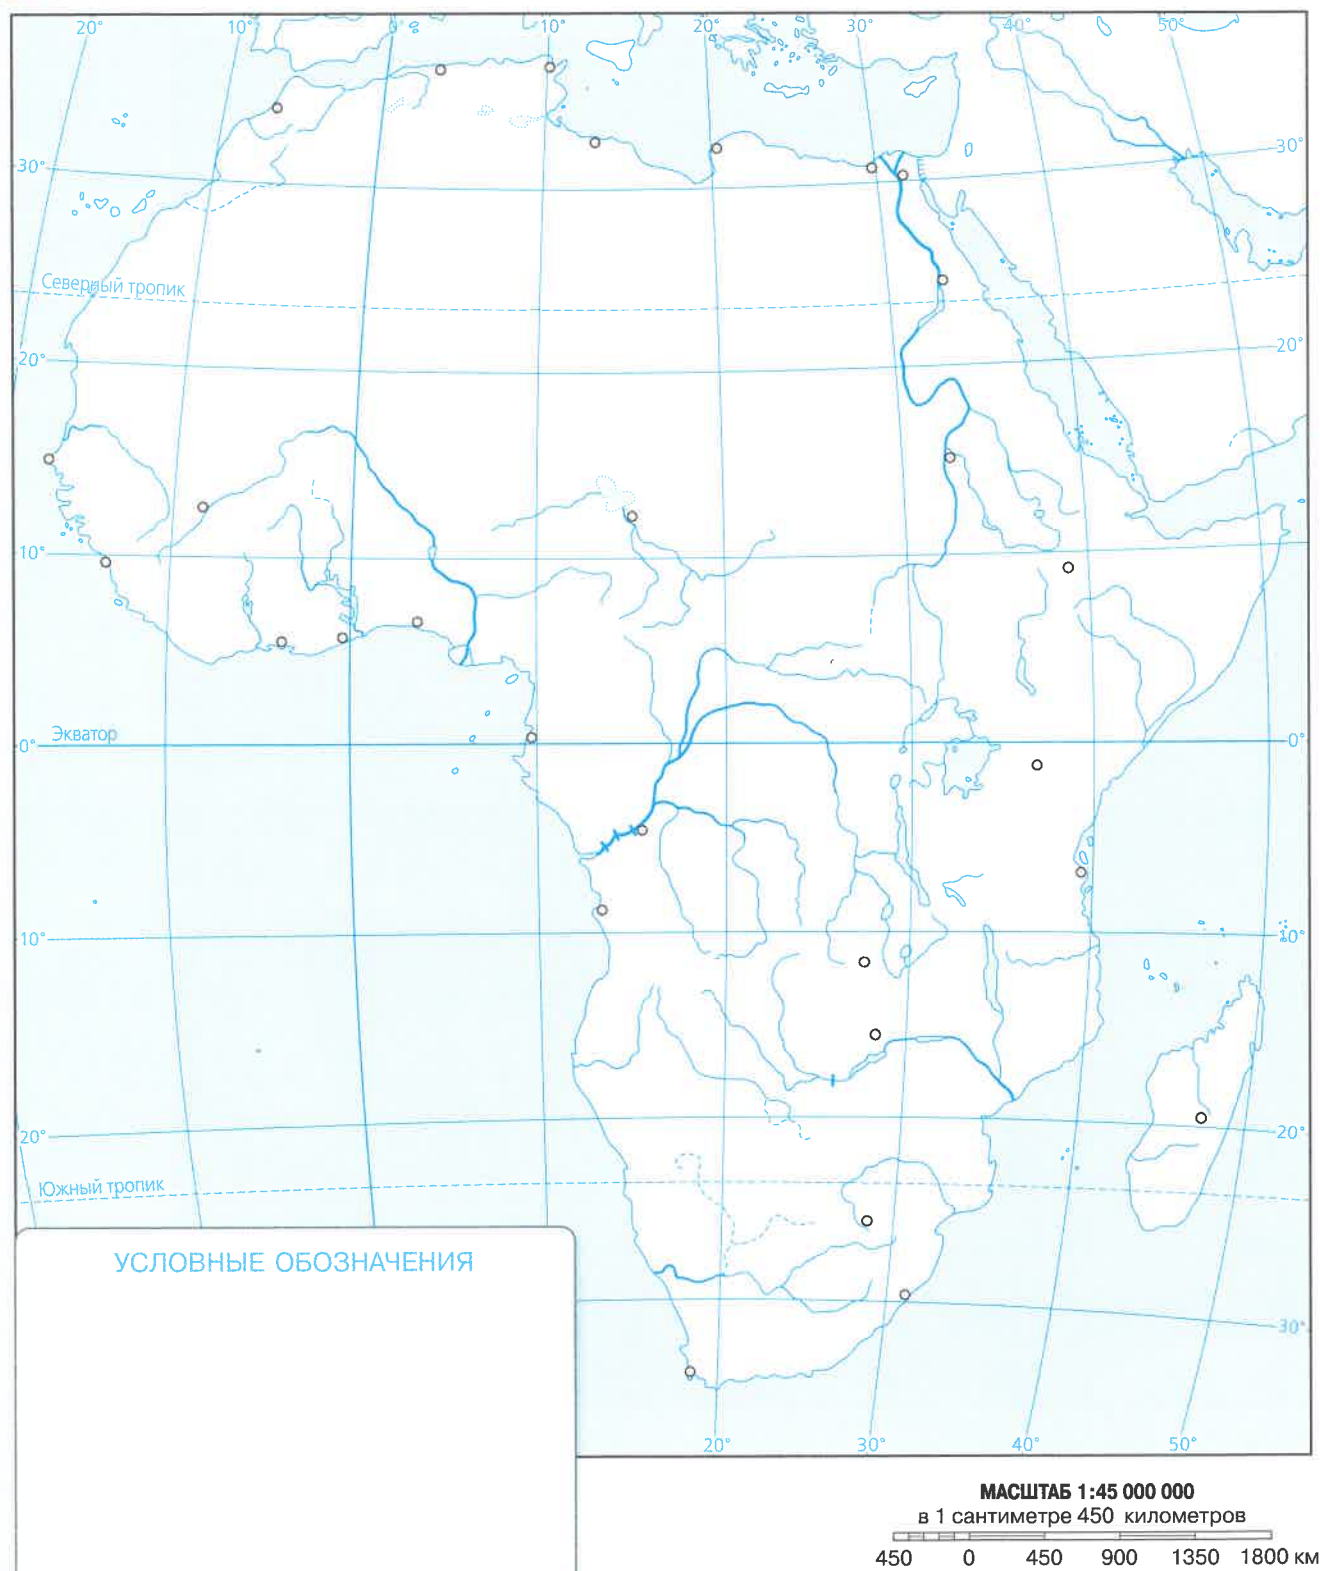 20° 10° 0° 10° 20° 30° 40° 50°
30° 30°
Северный тропик
20° 20°
10° 10°
Экватор
0° 0°
10° 10°
20° 20°
Южный тропик
УСЛОВНЫЕ ОБОЗНАЧЕНИЯ
30°
20° 30° 40° 50°
МАСШТАБ 1:45 000 000
в 1 сантиметре 450 километров
450 0 450 900 1350 1800 км